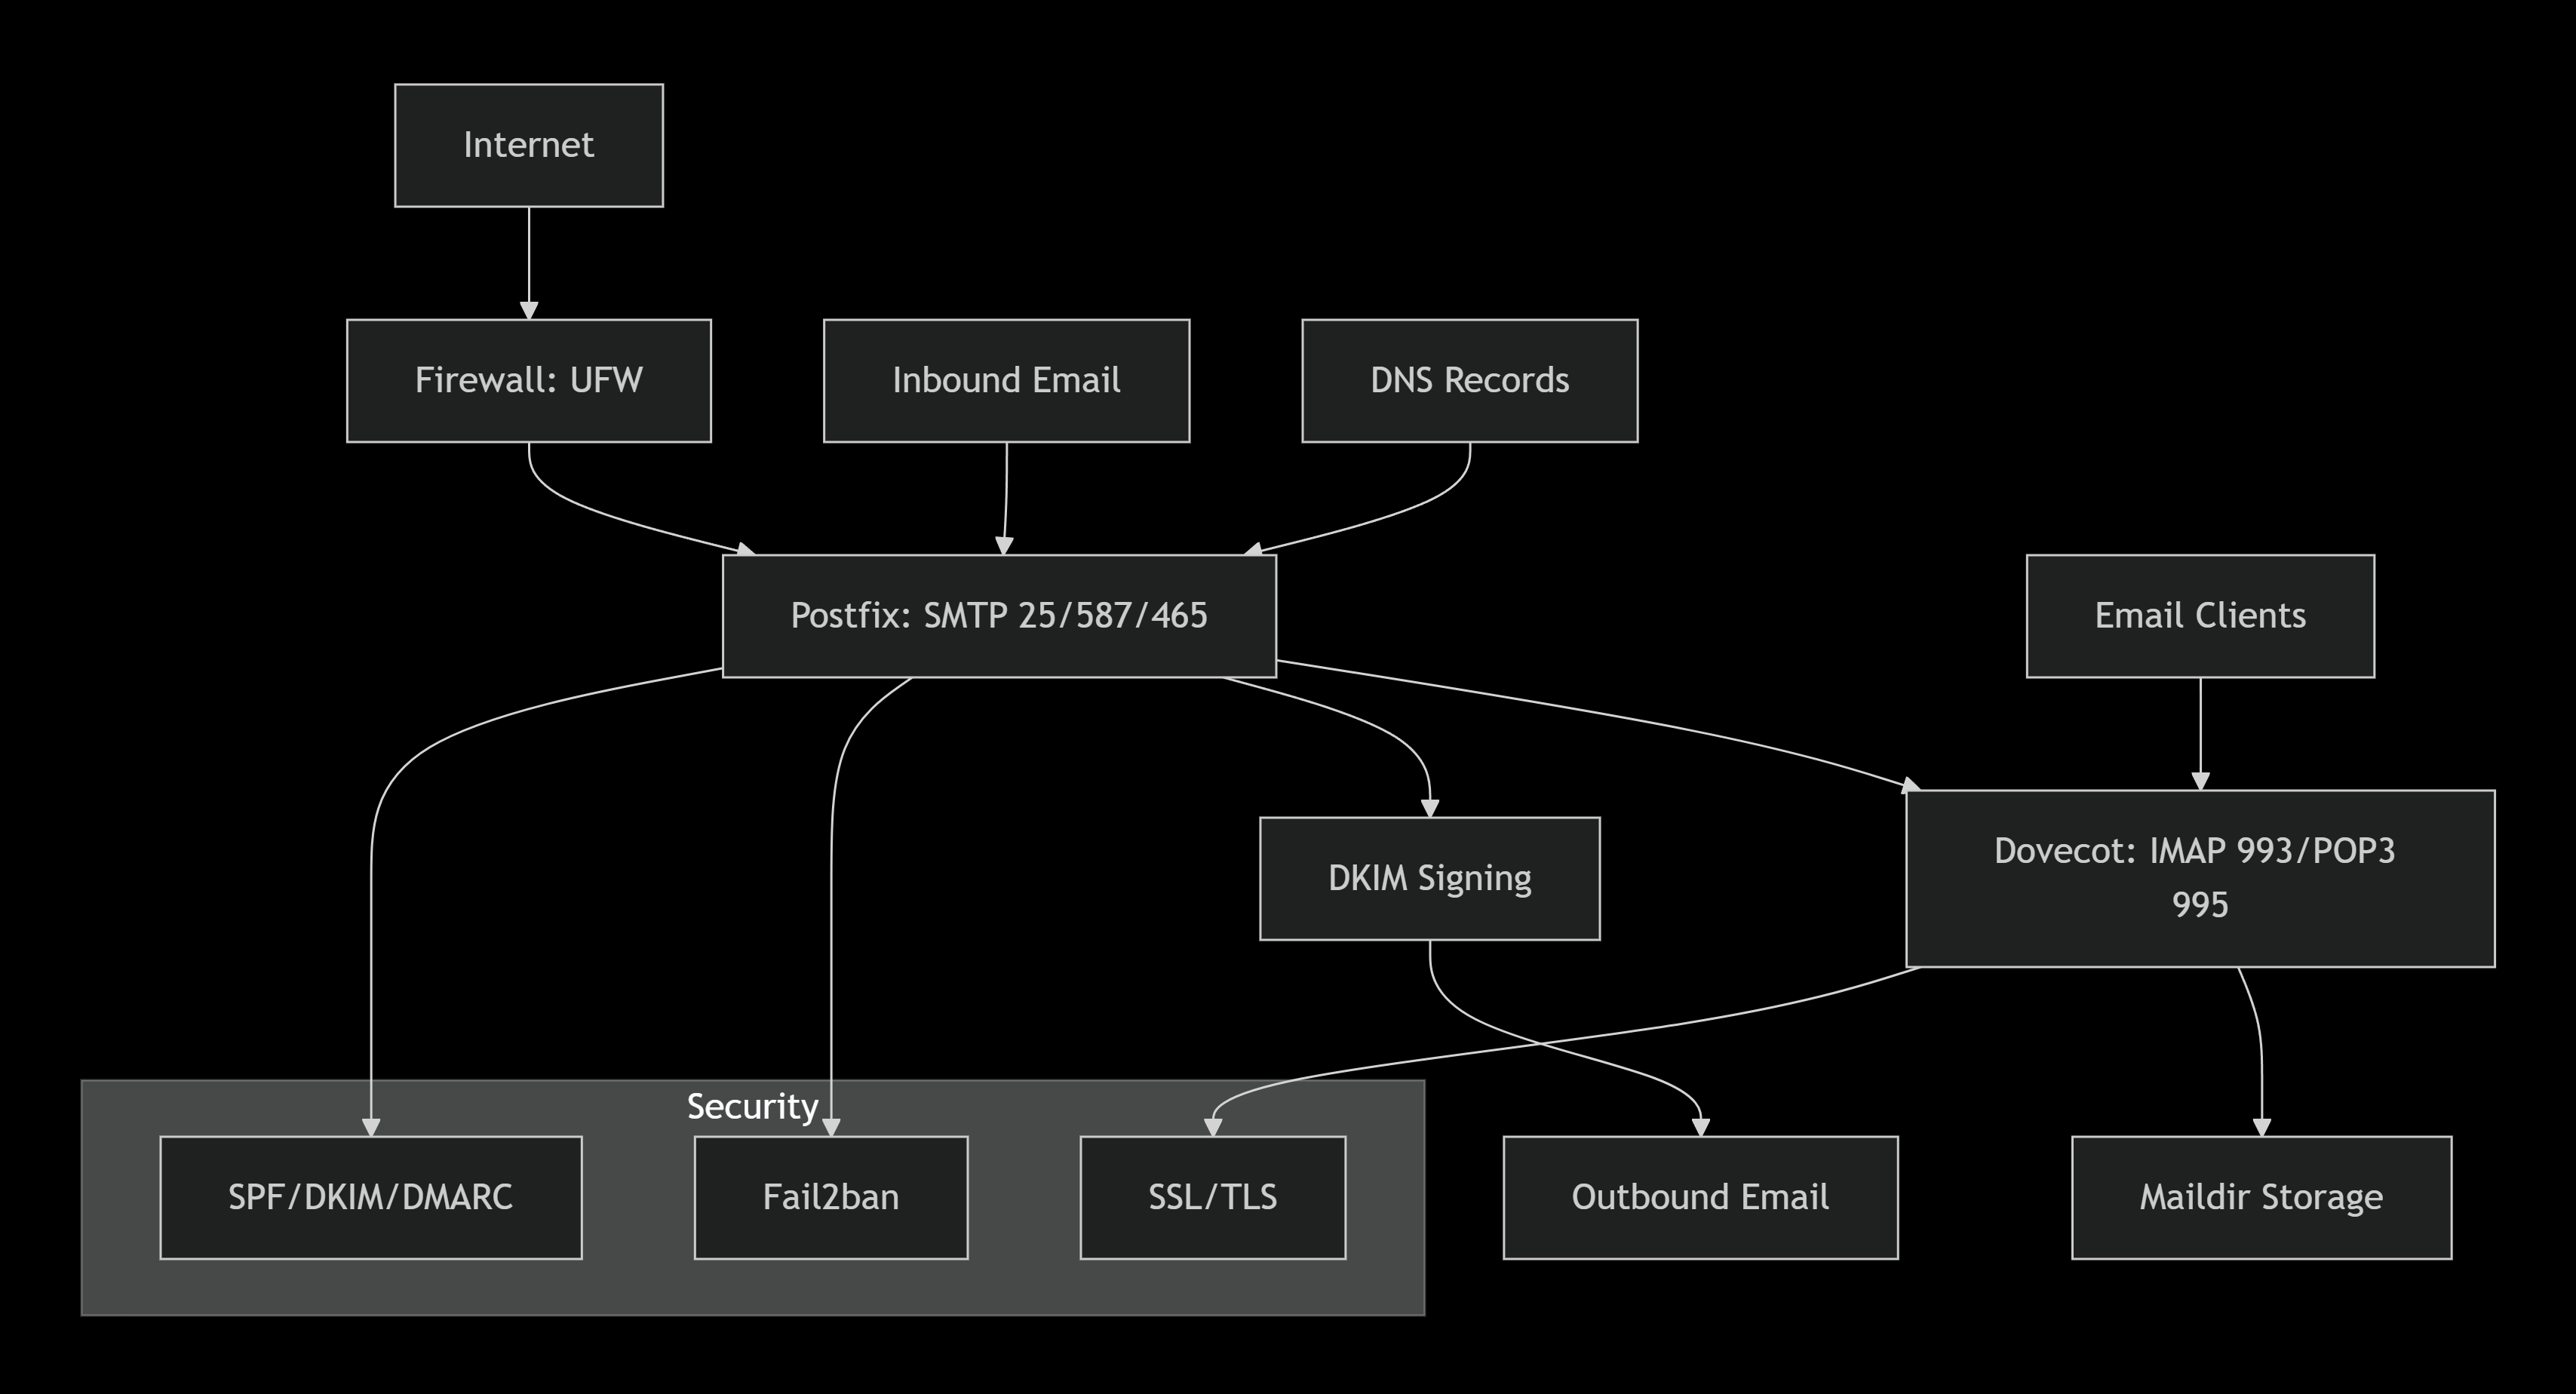 Internet
Firewall: UFW
Inbound Email
DNS Records
Postfix: SMTP 25/587/465
Email Clients
DKIM Signing
Dovecot: IMAP 993/POP3
995
Security
SPF/DKIM/DMARC
Fail2ban
SSL/TLS
Outbound Email
Maildir Storage